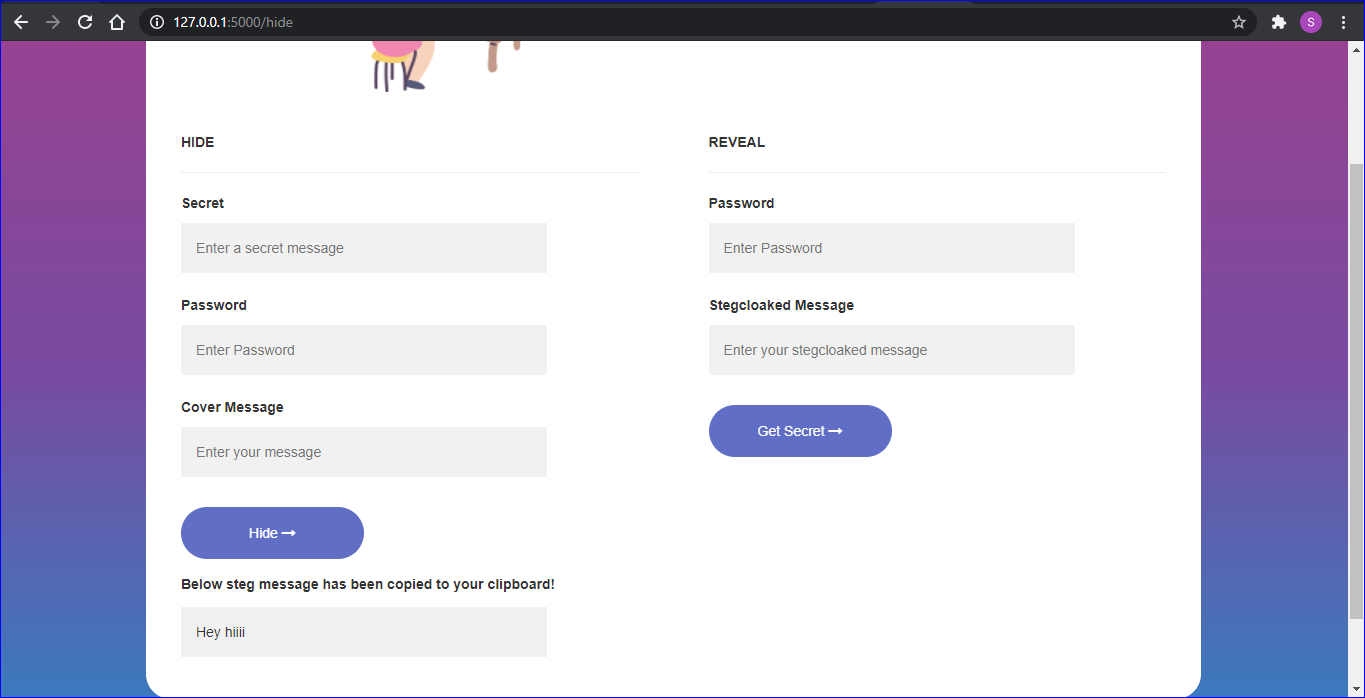 127.0.0.1:5000/hide
S
HIDE
Secret
Enter a secret message
Password
Enter Password
Cover Message
Enter your message
Hide →
Below steg message has been copied to your clipboard!
Hey hiiii
REVEAL
Password
Enter Password
Stegcloaked Message
Enter your stegcloaked message
Get Secret →